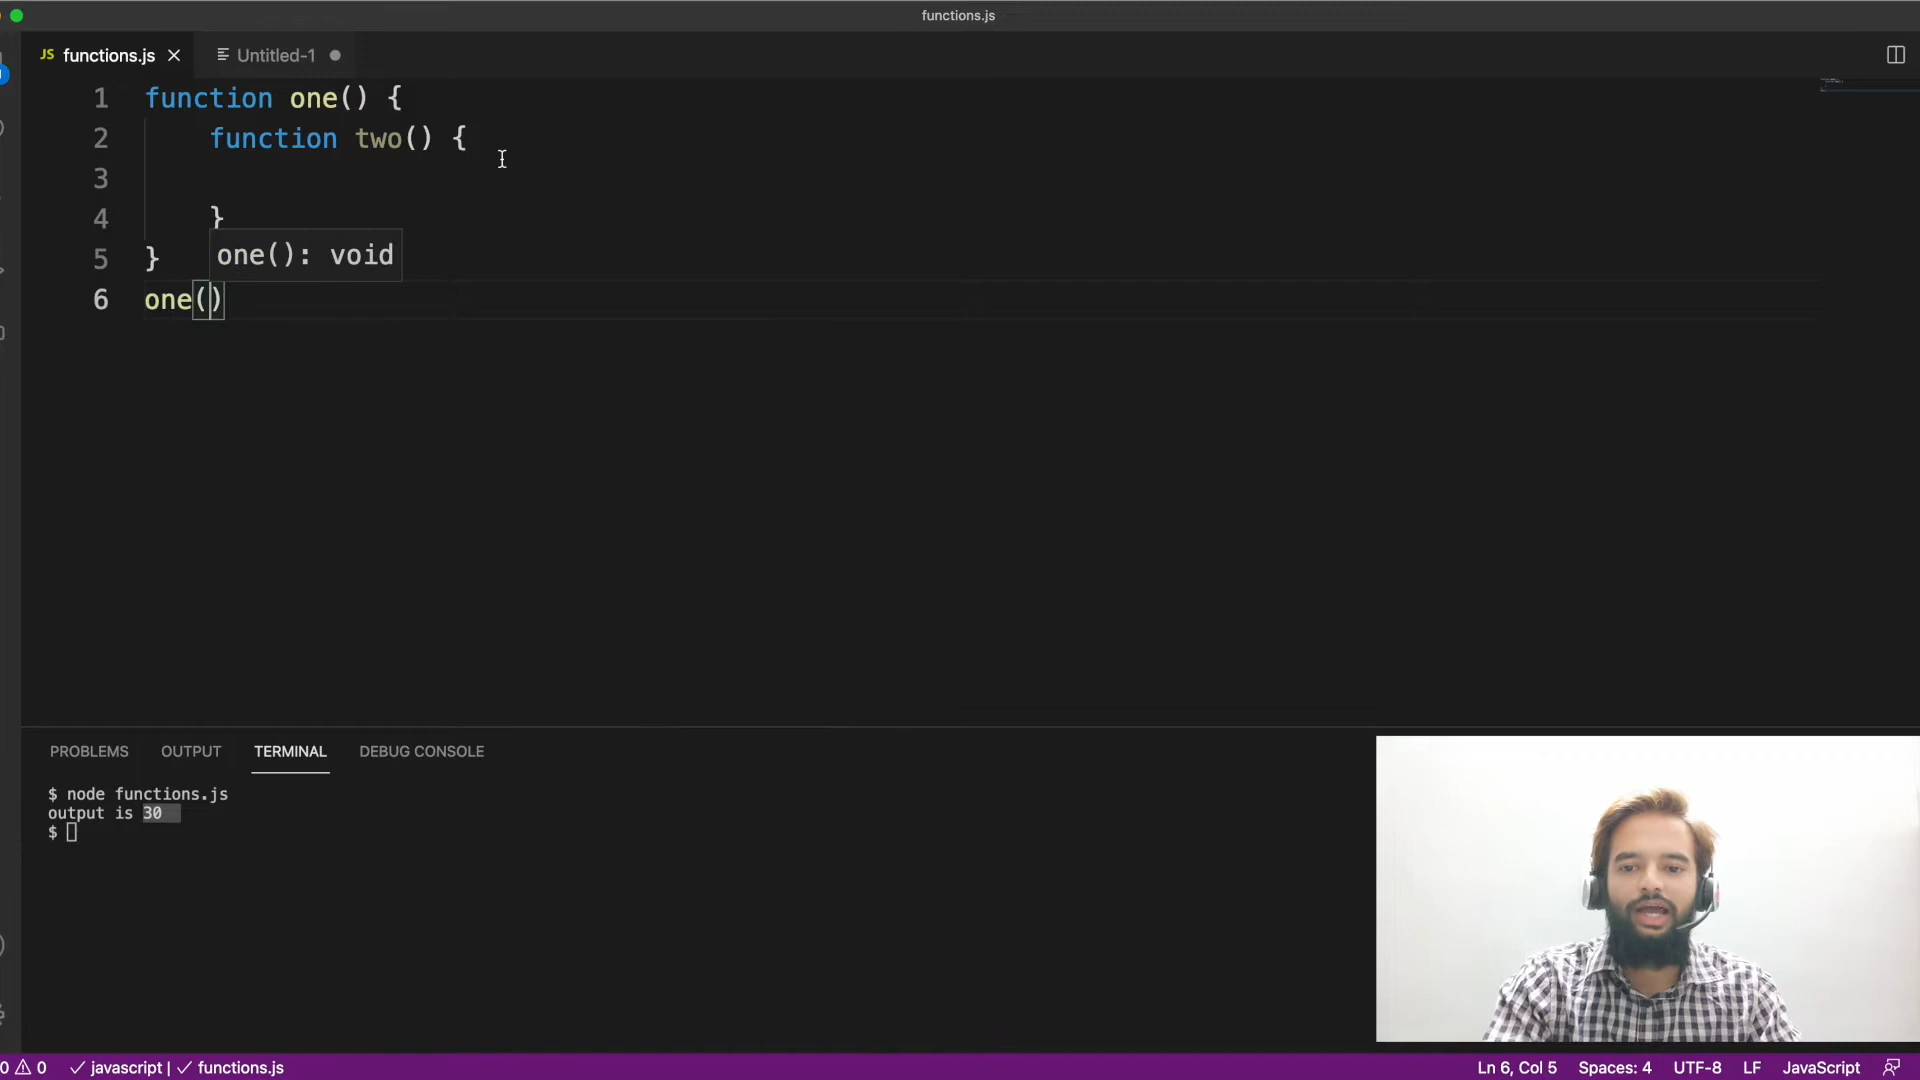 functions.js
JS functions.js
Untitled-1
1 function one() {
2 function two() {
3
4 }
5 }
one(): void
6 one()
PROBLEMS OUTPUT TERMINAL DEBUG CONSOLE
$ node functions.js
output is 30
$
0 0 javascript | functions.js
Ln 6, Col 5 Spaces: 4 UTF-8 LF JavaScript